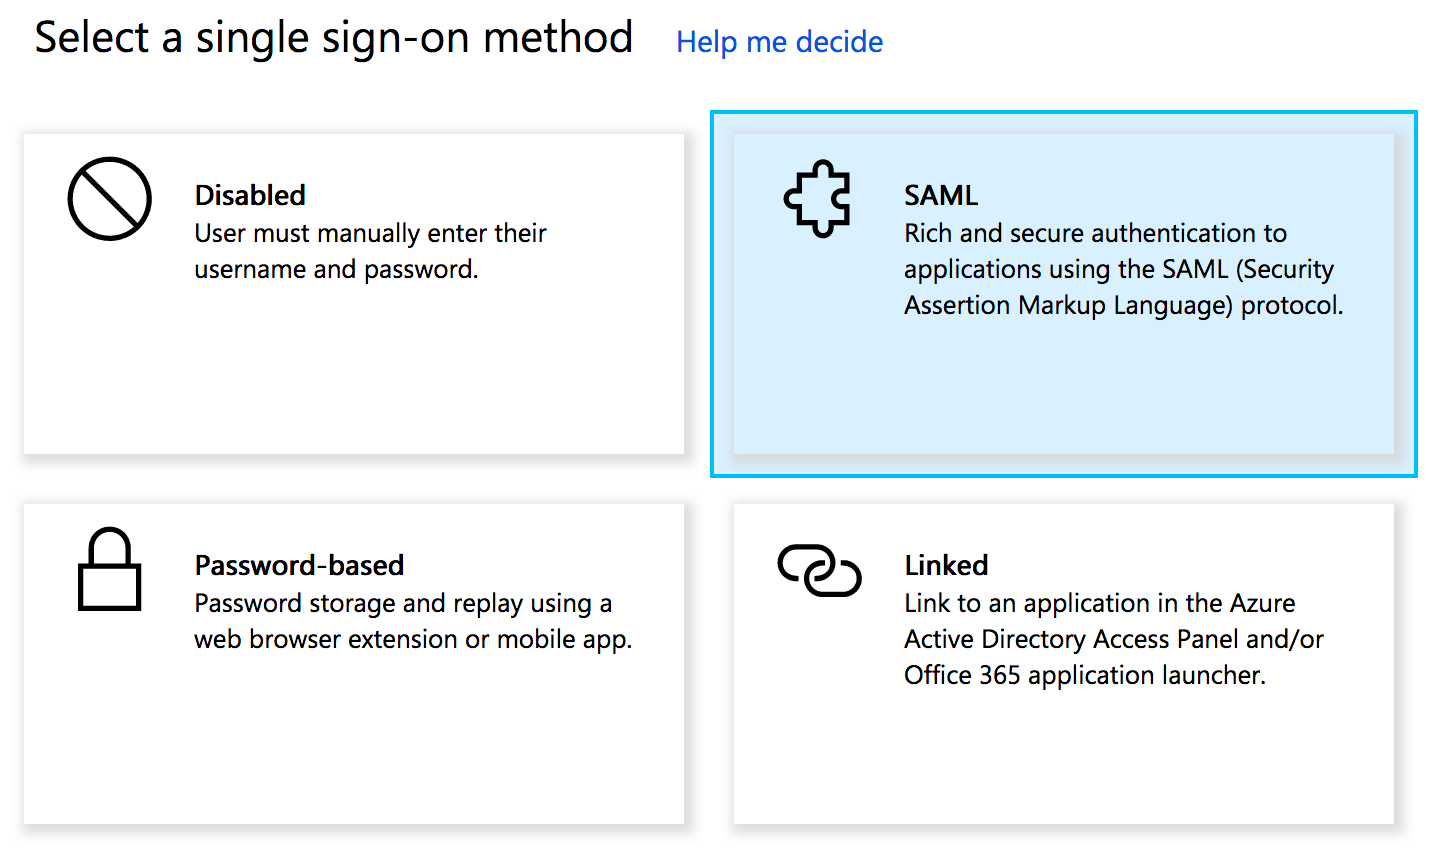 Select a single sign-on method Help me decide
Disabled
User must manually enter their
username and password.
SAML
Rich and secure authentication to
applications using the SAML (Security
Assertion Markup Language) protocol.
Password-based
Password storage and replay using a
web browser extension or mobile app.
Linked
Link to an application in the Azure
Active Directory Access Panel and/or
Office 365 application launcher.